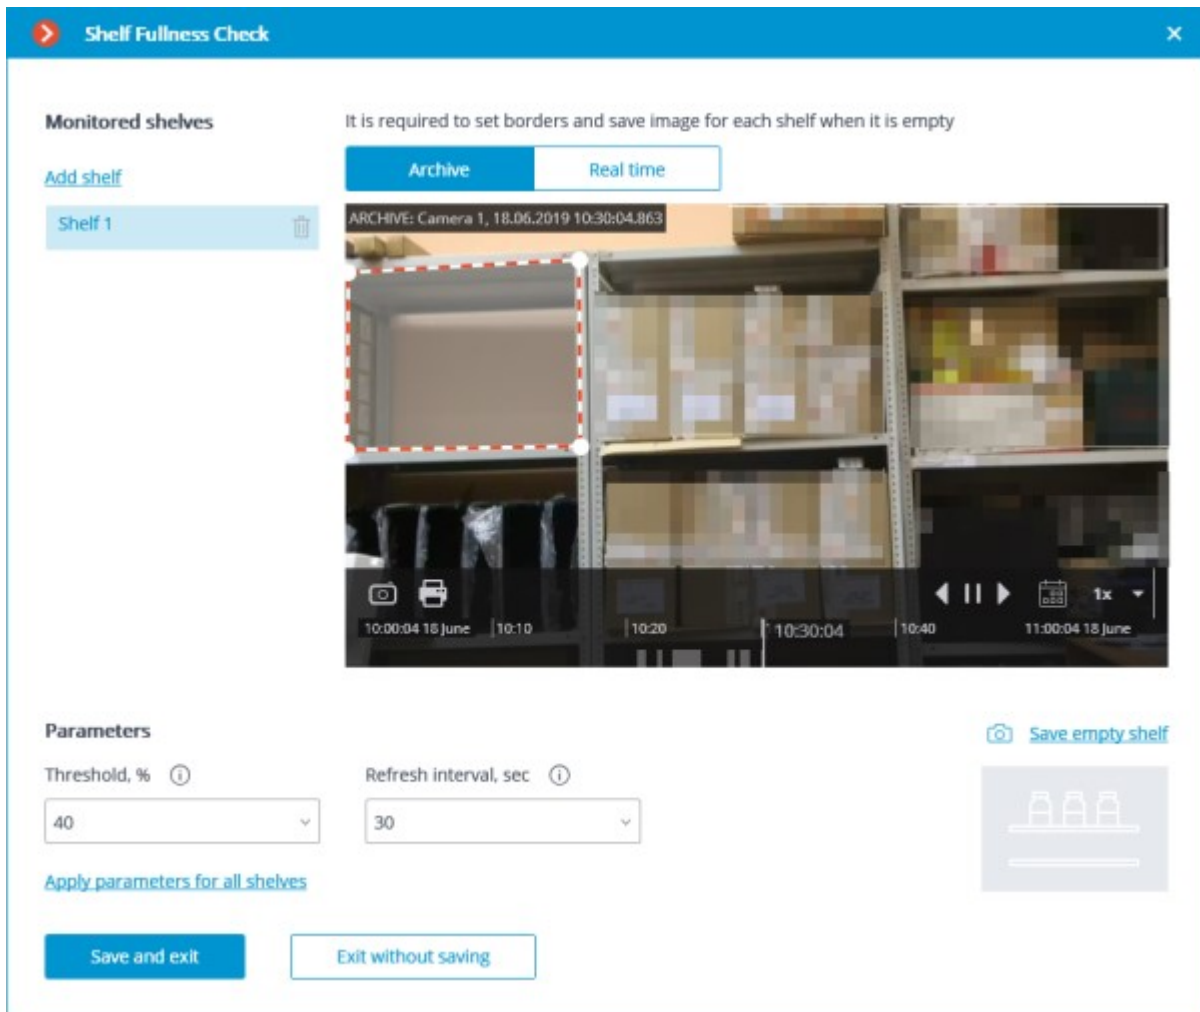 Shelf Fullness Check
Monitored shelves
Add shelf
Shelf 1
It is required to set borders and save image for each shelf when it is empty
Archive
Real time
ARCHIVE: Camera 1, 18.06.2019 10:30:04.863
1x
10:00:04 18 June
10:10
10:20
10:30:04
10:40
11:00:04 18 June
Parameters
Threshold, %
Refresh interval, sec
40
30
Apply parameters for all shelves
Save empty shelf
Save and exit
Exit without saving